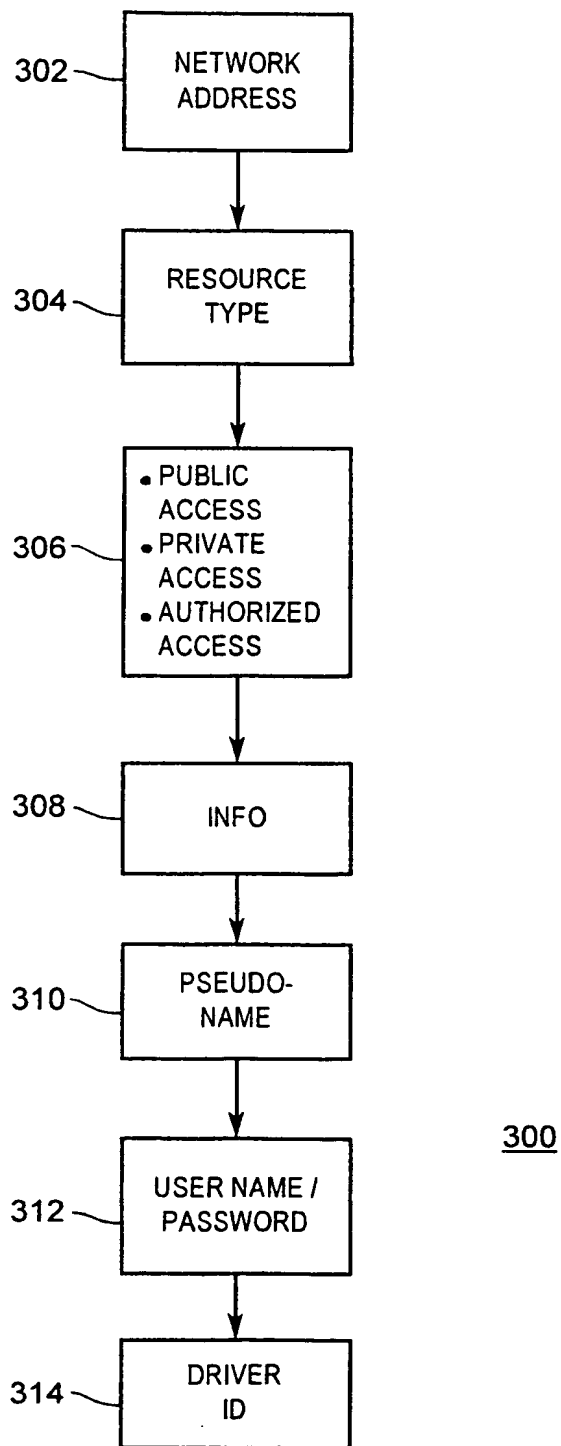 302
NETWORK
ADDRESS
304
RESOURCE
TYPE
306
• PUBLIC
ACCESS
• PRIVATE
ACCESS
• AUTHORIZED
ACCESS
308
INFO
310
PSEUDO-
NAME
300
312
USER NAME /
PASSWORD
314
DRIVER
ID